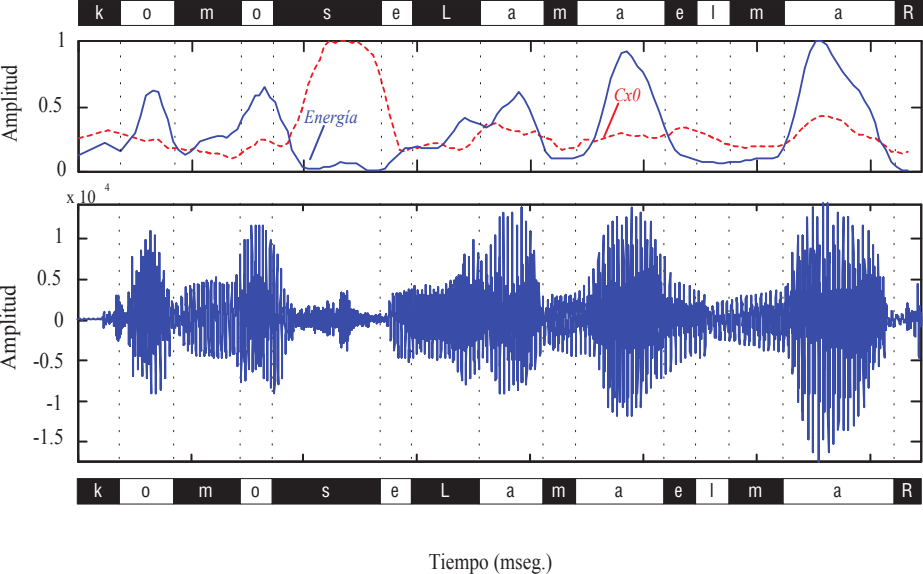 k o m o s e L a m a e l m a R
1
Amplitud
0.5
Energía
Cx0
0
x 10 4
1
0.5
Amplitud
0
-0.5
-1
-1.5
k o m o s e L a m a e l m a R
Tiempo (mseg.)